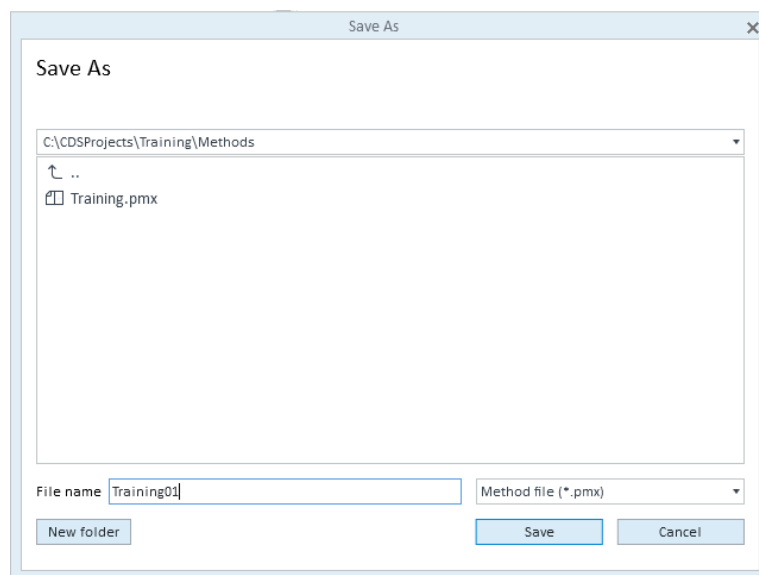 Save As
Save As
C:\CDSProjects\Training\Methods
..
Training.pmx
File name Training01 Method file (*.pmx)
New folder Save Cancel